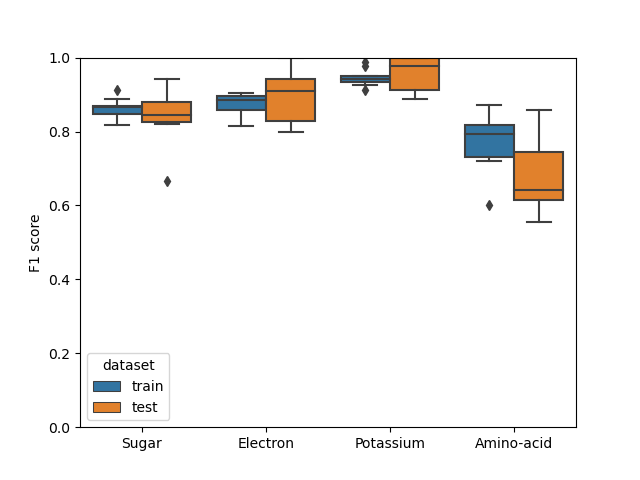 1.0
0.8
0.6
0.4
0.2
0.0
F1 score
dataset
train
test
Sugar
Electron
Potassium
Amino-acid